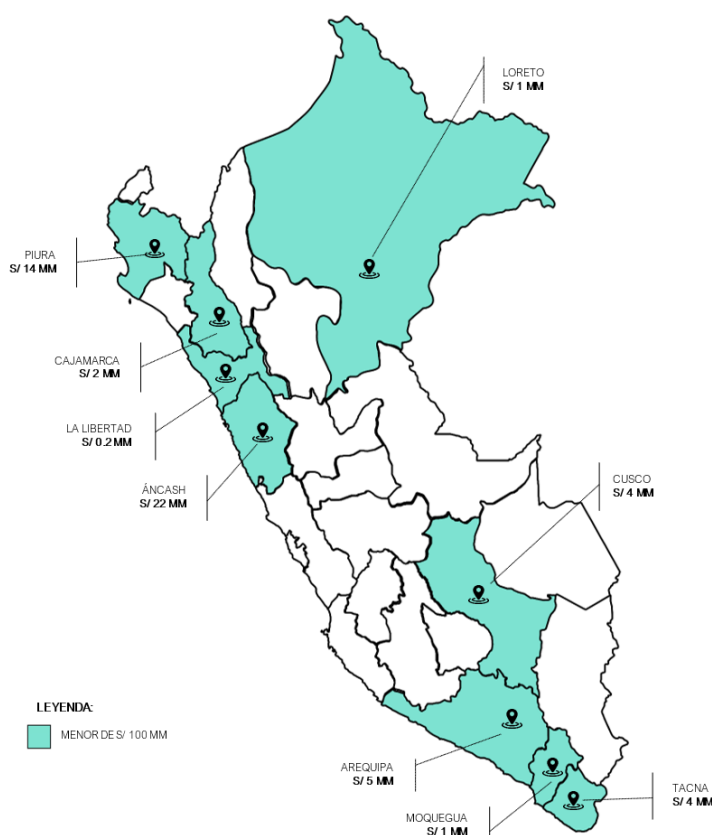 LORETO
S/ 1 MM
PIURA
S/ 14 MM
CAJAMARCA
S/ 2 MM
LA LIBERTAD
S/ 0.2 MM
ÁNCASH
S/ 22 MM
CUSCO
S/ 4 MM
LEYENDA:
MENOR DE S/ 100 MM
AREQUIPA
S/ 5 MM
MOQUEGUA
S/ 1 MM
TACNA
S/ 4 MM